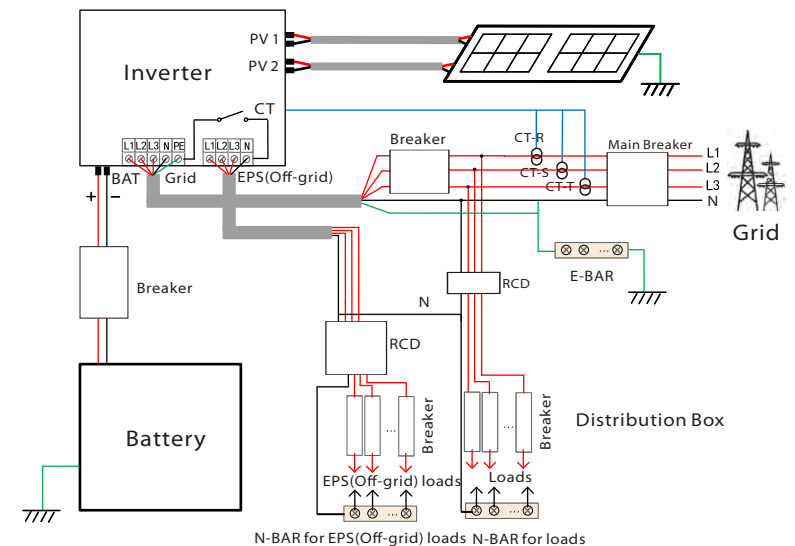 PV 1
Inverter
PV 2
CT
L1 L2 L3 N PE
L1 L2 L3 N
BAT
Grid
EPS(Off-grid)
+
−
Breaker
CT-R
CT-S
CT-T
Main Breaker
L1
L2
L3
N
Grid
E-BAR
Breaker
RCD
N
RCD
Battery
...
Breaker
...
Breaker
Distribution Box
EPS(Off-grid) loads
Loads
...
...
...
N-BAR for EPS(Off-grid) loads
N-BAR for loads